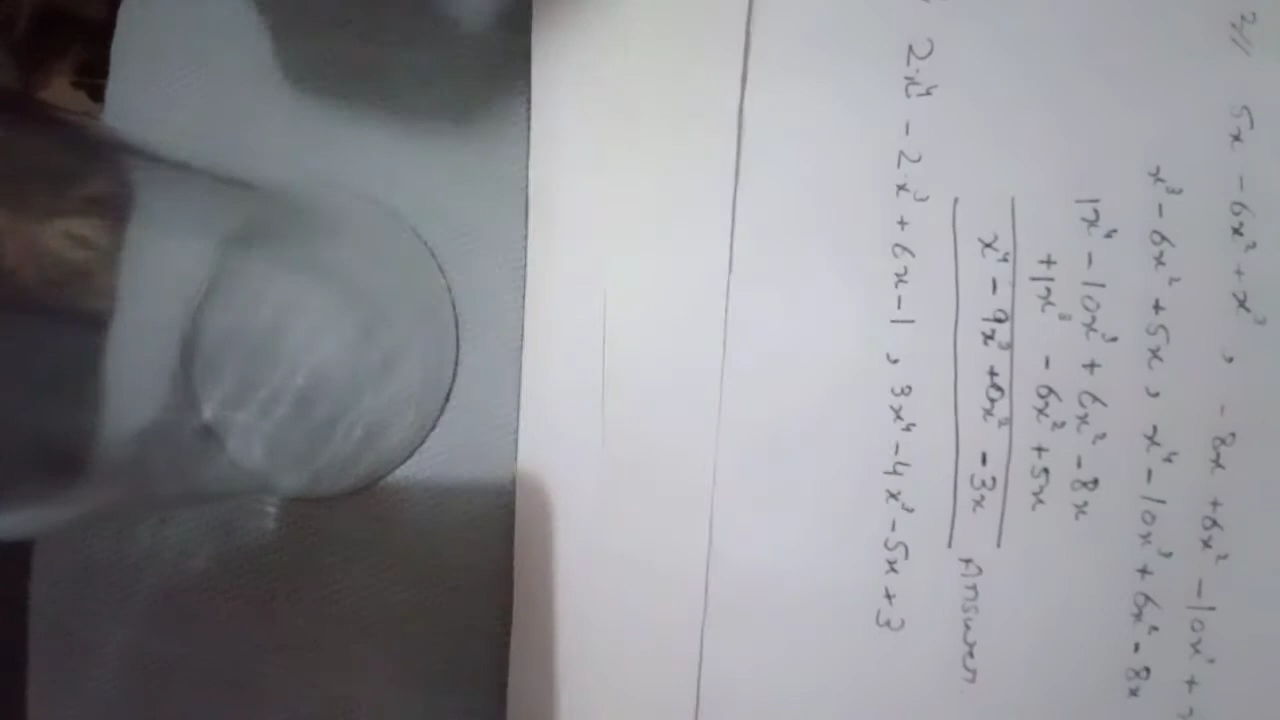 2// 5x - 6x² + x³ , - 8x + 6x² - 10x³ +
x³ - 6x² + 5x , x⁴ - 10x³ + 6x² - 8x
1x⁴ - 10x³ + 6x² - 8x
+1x³ - 6x² + 5x
x⁴ - 9x³ + 0x² - 3x Answer.
2x⁴ - 2x³ + 6x - 1 , 3x⁴ - 4x³ - 5x + 3